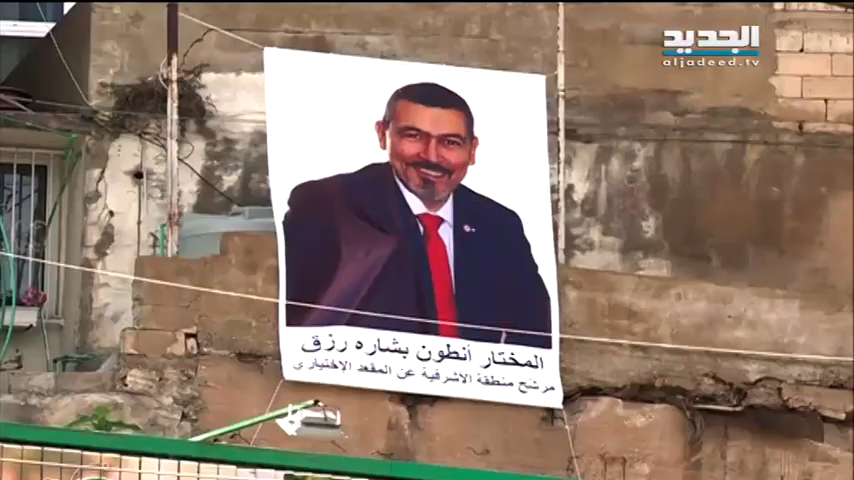 الجديد
aljadeed.tv
المختار أنطون بشاره رزق
مرشح منطقة الاشرفية عن المقعد الاختياري